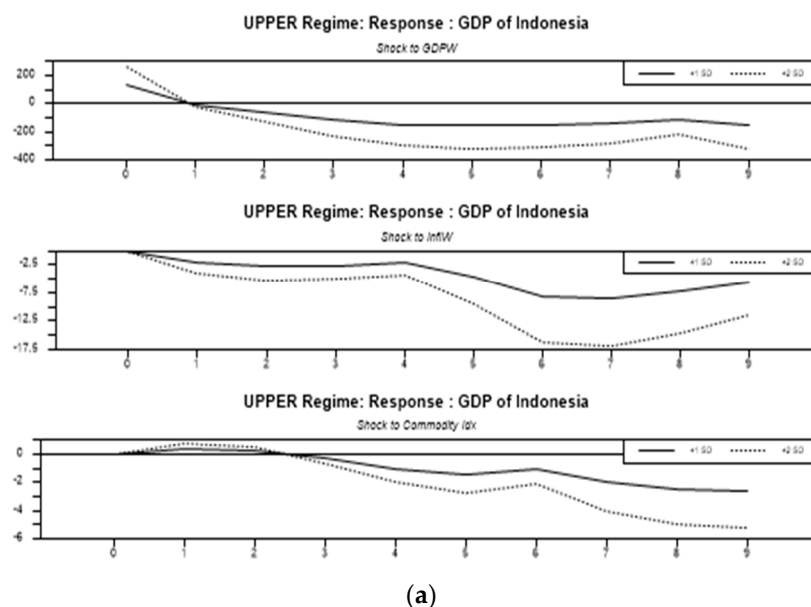 UPPER Regime: Response : GDP of Indonesia
Shock to GDPW
+1 SD +2 SD
200
0
-200
-400
0 1 2 3 4 5 6 7 8 9
UPPER Regime: Response : GDP of Indonesia
Shock to InflW
+1 SD +2 SD
-2.5
-7.5
-12.5
-17.5
0 1 2 3 4 5 6 7 8 9
UPPER Regime: Response : GDP of Indonesia
Shock to Commodity Idx
+1 SD +2 SD
0
-2
-4
-6
0 1 2 3 4 5 6 7 8 9
(a)